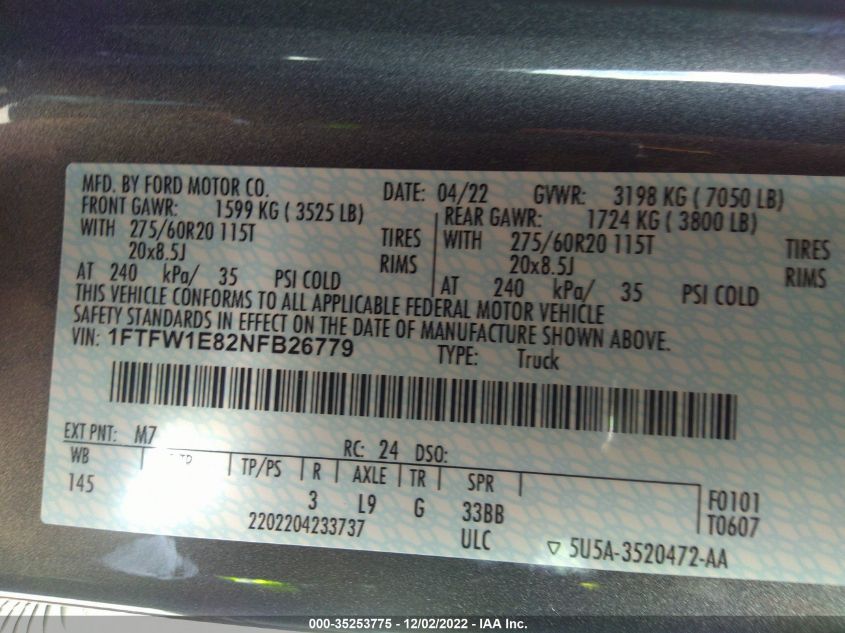 MFD. BY FORD MOTOR CO. DATE: 04/22 GVWR: 3198 KG ( 7050 LB)
FRONT GAWR: 1599 KG ( 3525 LB) REAR GAWR: 1724 KG ( 3800 LB)
WITH 275/60R20 115T TIRES WITH 275/60R20 115T TIRES
20x8.5J RIMS 20x8.5J RIMS
AT 240 kPa/ 35 PSI COLD AT 240 kPa/ 35 PSI COLD
THIS VEHICLE CONFORMS TO ALL APPLICABLE FEDERAL MOTOR VEHICLE
SAFETY STANDARDS IN EFFECT ON THE DATE OF MANUFACTURE SHOWN ABOVE.
VIN: 1FTFW1E82NFB26779 TYPE: Truck
EXT PNT: M7 RC: 24 DSO:
WB TP/PS R AXLE TR SPR
145 3 L9 G 33BB F0101
2202204233737 ULC T0607
▽ 5U5A-3520472-AA
000-35253775 - 12/02/2022 - IAA Inc.